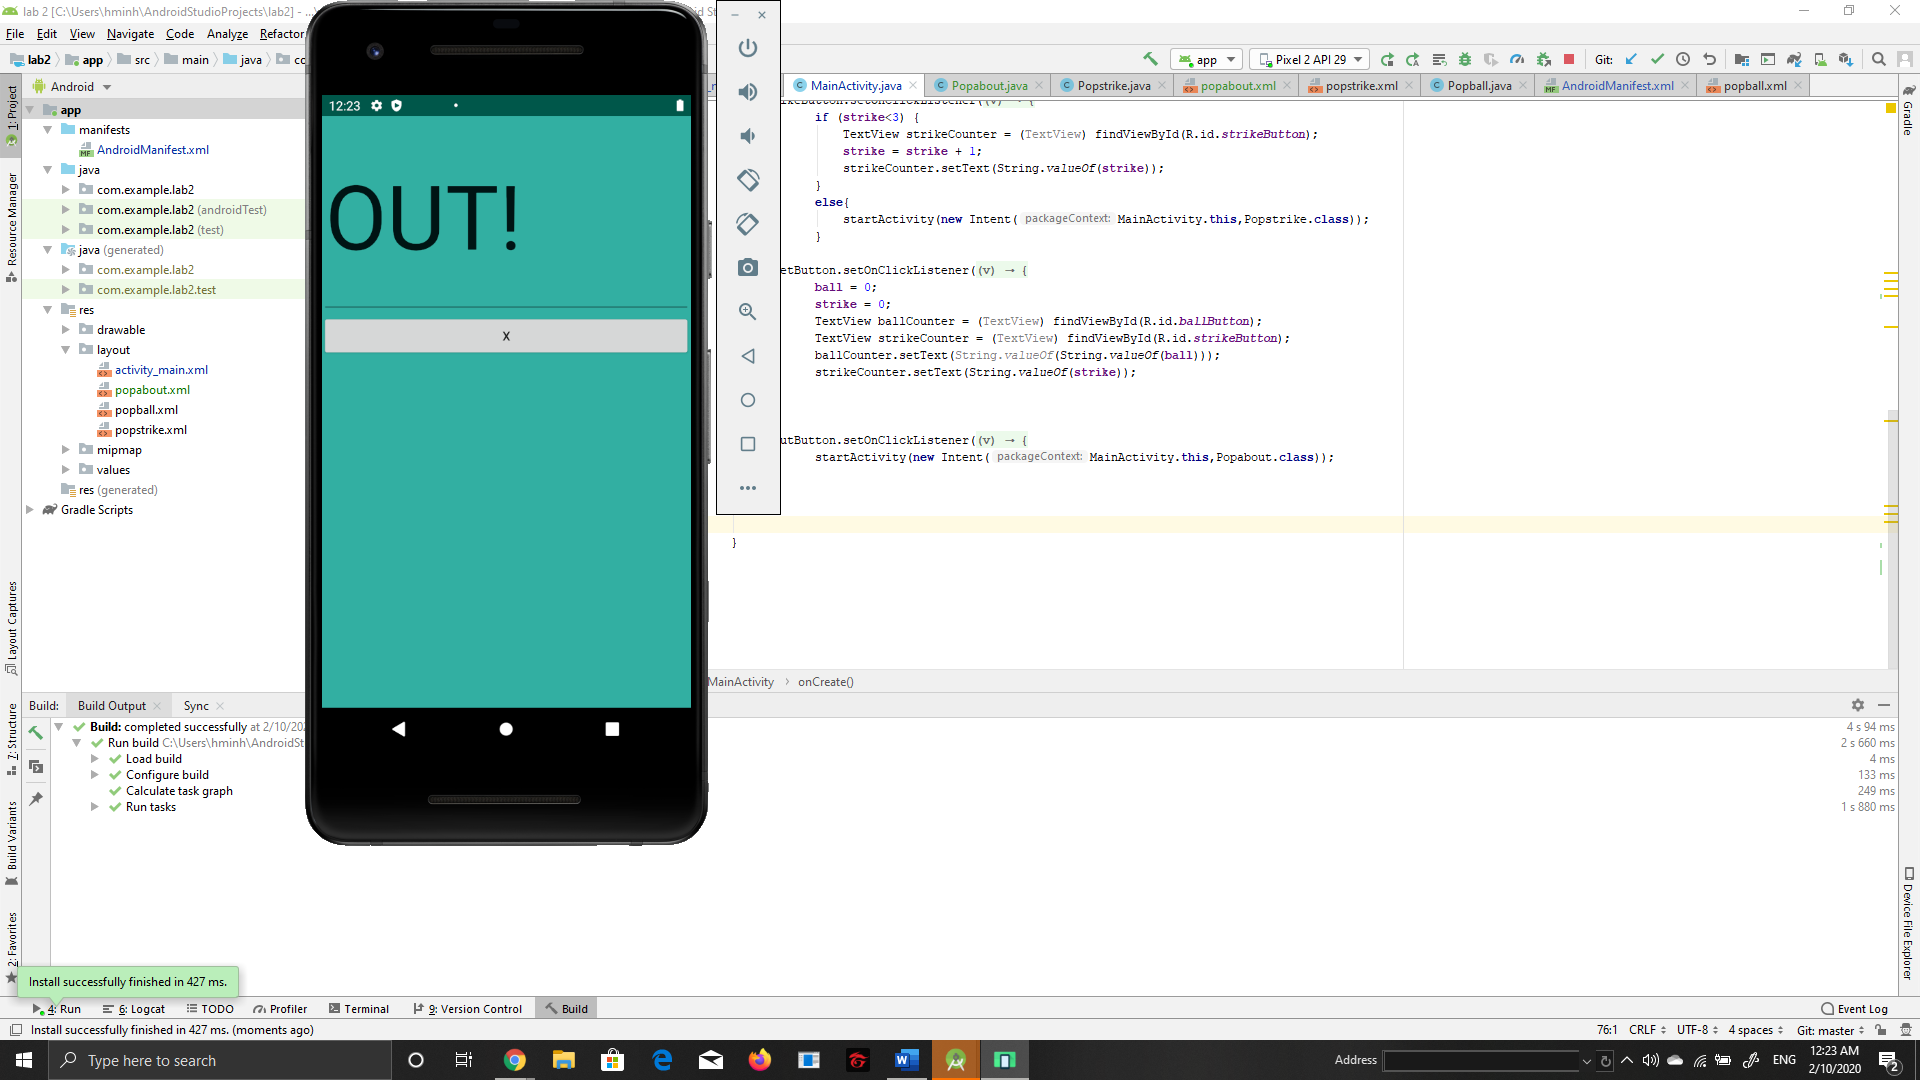 lab 2 [C:\Users\hminh\AndroidStudioProjects\lab2] - ...\
File Edit View Navigate Code Analyze Refactor
lab2 app src main java
app Pixel 2 API 29 Git:
Android
MainActivity.java Popabout.java Popstrike.java popabout.xml popstrike.xml Popball.java AndroidManifest.xml popball.xml
app
manifests
AndroidManifest.xml
java
com.example.lab2
com.example.lab2 (androidTest)
com.example.lab2 (test)
java (generated)
com.example.lab2
com.example.lab2.test
res
drawable
layout
activity_main.xml
popabout.xml
popball.xml
popstrike.xml
mipmap
values
res (generated)
Gradle Scripts
1: Project
Resource Manager
Layout Captures
7: Structure
Build Variants
2: Favorites
12:23
OUT!
X
if (strike<3) {
TextView strikeCounter = (TextView) findViewById(R.id.strikeButton);
strike = strike + 1;
strikeCounter.setText(String.valueOf(strike));
}
else{
startActivity(new Intent( packageContext: MainActivity.this,Popstrike.class));
}
etButton.setOnClickListener((v) → {
ball = 0;
strike = 0;
TextView ballCounter = (TextView) findViewById(R.id.ballButton);
TextView strikeCounter = (TextView) findViewById(R.id.strikeButton);
ballCounter.setText(String.valueOf(String.valueOf(ball)));
strikeCounter.setText(String.valueOf(strike));
utButton.setOnClickListener((v) → {
startActivity(new Intent( packageContext: MainActivity.this,Popabout.class));
}
MainActivity › onCreate()
Gradle
Device File Explorer
Build: Build Output Sync
Build: completed successfully at 2/10/202
4 s 94 ms
Run build C:\Users\hminh\AndroidSt
2 s 660 ms
Load build
4 ms
Configure build
133 ms
Calculate task graph
249 ms
Run tasks
1 s 880 ms
Install successfully finished in 427 ms.
4: Run 6: Logcat TODO Profiler Terminal 9: Version Control Build Event Log
Install successfully finished in 427 ms. (moments ago)
76:1 CRLF UTF-8 4 spaces Git: master
Type here to search
Address
ENG
12:23 AM
2/10/2020
2